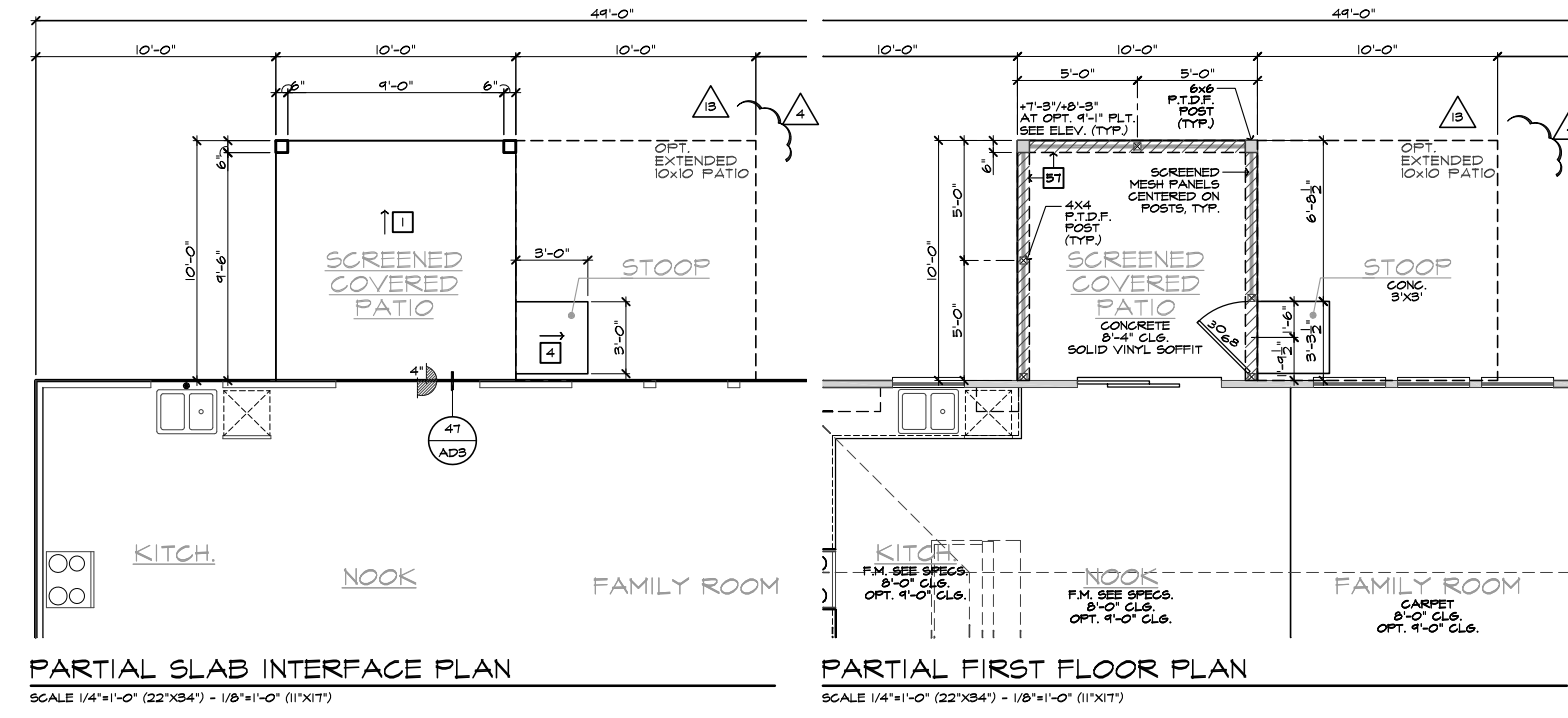 49'-0"
10'-0"
10'-0"
10'-0"
6"
9'-0"
6"
13
4
6"
10'-0"
9'-6"
OPT.
EXTENDED
10x10 PATIO
1
SCREENED
COVERED
PATIO
3'-0"
STOOP
3'-0"
4
4"
47
AD3
KITCH.
NOOK
FAMILY ROOM
PARTIAL SLAB INTERFACE PLAN
SCALE 1/4"=1'-0" (22"X34") - 1/8"=1'-0" (11"X17")
49'-0"
10'-0"
10'-0"
10'-0"
5'-0"
5'-0"
+7'-3"/+8'-3"
AT OPT. 9'-1" PLT.
SEE ELEV. (TYP.)
6x6
P.T.D.F.
POST
(TYP.)
13
6"
57
SCREENED
MESH PANELS
CENTERED ON
POSTS, TYP.
OPT.
EXTENDED
10x10 PATIO
5'-0"
10'-0"
5'-0"
6'-8 1/2"
4X4
P.T.D.F.
POST
(TYP.)
SCREENED
COVERED
PATIO
CONCRETE
8'-4" CLG.
SOLID VINYL SOFFIT
3068
STOOP
CONC.
3'X3'
3'-3 1/2"
KITCH.
F.M. SEE SPECS.
8'-0" CLG.
OPT. 9'-0" CLG.
NOOK
F.M. SEE SPECS.
8'-0" CLG.
OPT. 9'-0" CLG.
FAMILY ROOM
CARPET
8'-0" CLG.
OPT. 9'-0" CLG.
PARTIAL FIRST FLOOR PLAN
SCALE 1/4"=1'-0" (22"X34") - 1/8"=1'-0" (11"X17")